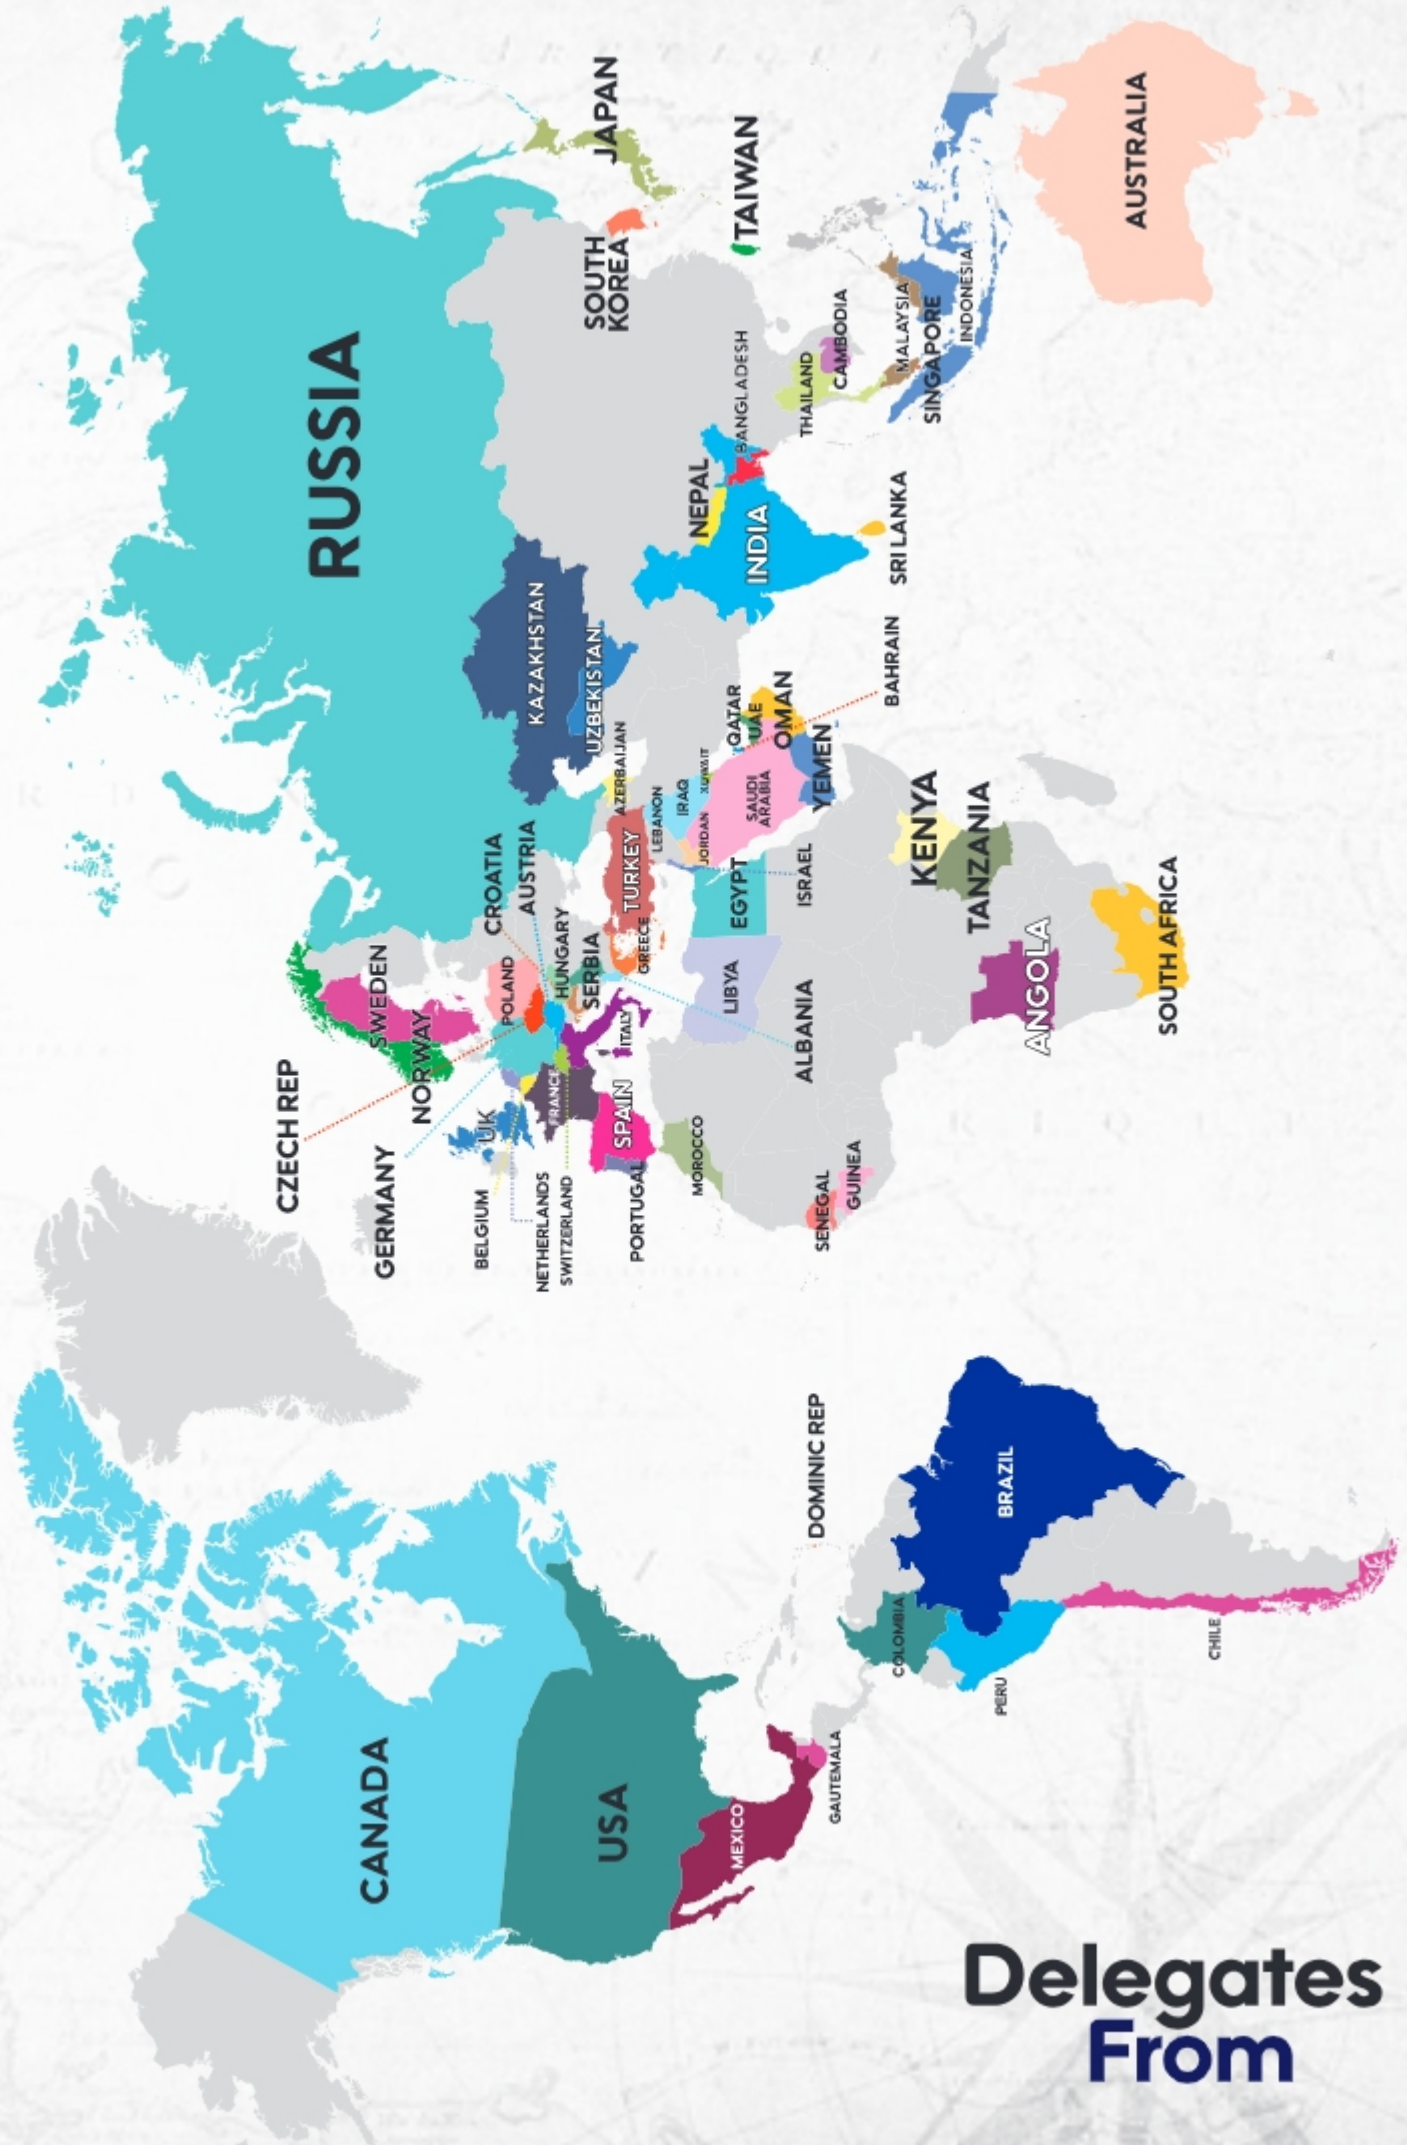 CANADA
USA
MEXICO
GAUTEMALA
DOMINIC REP
COLOMBIA
PERU
BRAZIL
CHILE
CZECH REP
GERMANY
NORWAY
SWEDEN
UK
BELGIUM
NETHERLANDS
SWITZERLAND
FRANCE
SPAIN
PORTUGAL
POLAND
CROATIA
AUSTRIA
HUNGARY
SERBIA
ITALY
GREECE
ALBANIA
TURKEY
RUSSIA
KAZAKHSTAN
UZBEKISTAN
AZERBAIJAN
LEBANON
IRAQ
KUWAIT
JORDAN
ISRAEL
SAUDI
ARABIA
QATAR
UAE
OMAN
YEMEN
BAHRAIN
MOROCCO
LIBYA
EGYPT
SENEGAL
GUINEA
KENYA
TANZANIA
ANGOLA
SOUTH AFRICA
NEPAL
INDIA
BANGLADESH
SRI LANKA
THAILAND
CAMBODIA
MALAYSIA
SINGAPORE
INDONESIA
SOUTH
KOREA
JAPAN
TAIWAN
AUSTRALIA
Delegates
From